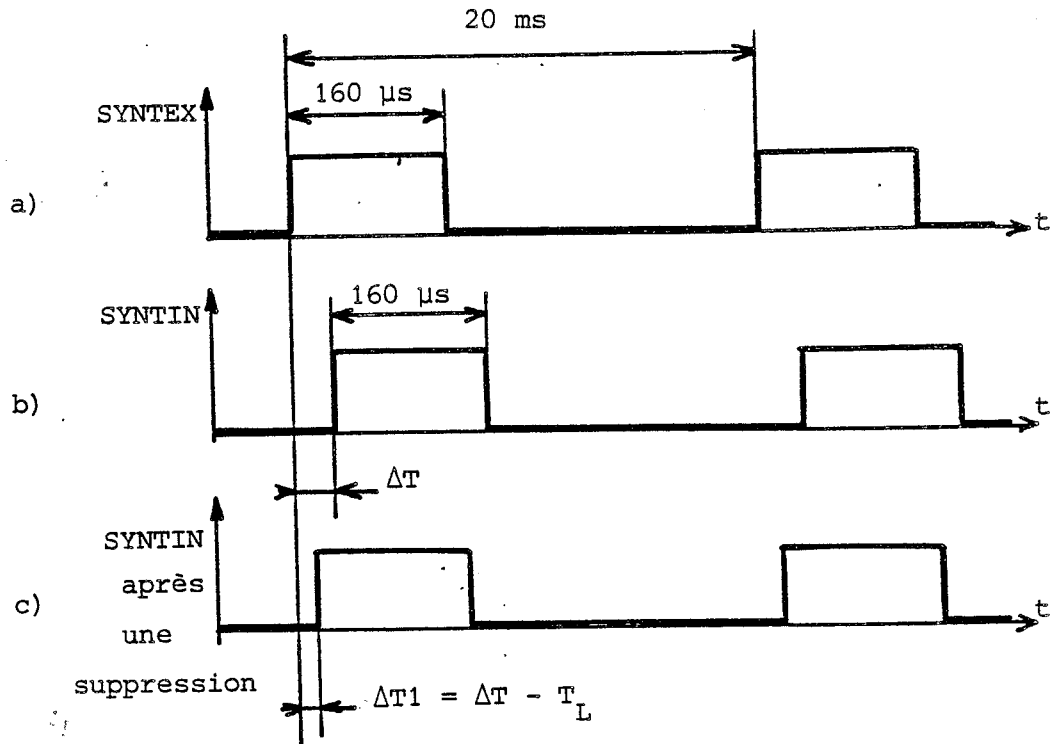 20 ms
160 µs
SYNTEX
a)
t
160 µs
SYNTIN
b)
t
ΔT
SYNTIN
après
c)
une
t
suppression
ΔT1 = ΔT - T_L